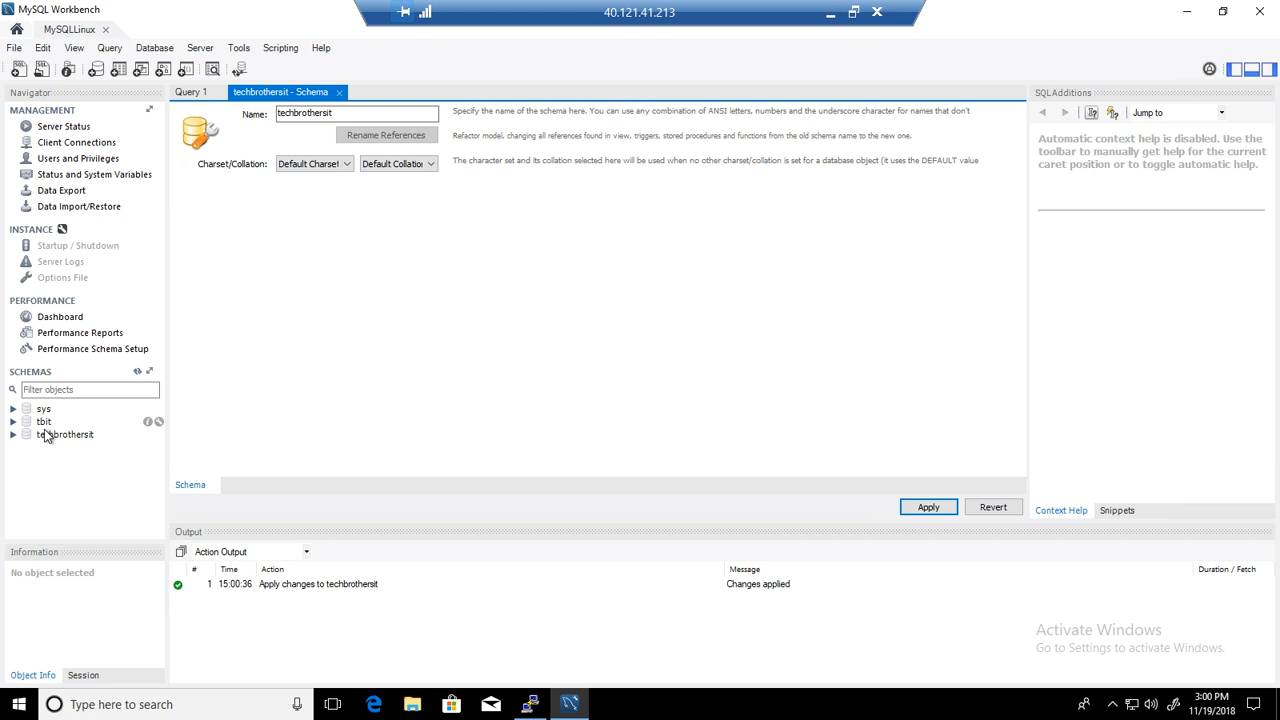 MySQL Workbench
40.121.41.213
MySQLLinux
File Edit View Query Database Server Tools Scripting Help
Navigator
MANAGEMENT
Server Status
Client Connections
Users and Privileges
Status and System Variables
Data Export
Data Import/Restore
INSTANCE
Startup / Shutdown
Server Logs
Options File
PERFORMANCE
Dashboard
Performance Reports
Performance Schema Setup
SCHEMAS
Filter objects
sys
tbit
techbrothersit
Information
No object selected
Object Info Session
Query 1 techbrothersit - Schema
Name: techbrothersit
Specify the name of the schema here. You can use any combination of ANSI letters, numbers and the underscore character for names that don't
Rename References
Refactor model, changing all references found in view, triggers, stored procedures and functions from the old schema name to the new one.
Charset/Collation: Default Charset Default Collatio
The character set and its collation selected here will be used when no other charset/collation is set for a database object (it uses the DEFAULT value
Schema
Apply Revert
Output
Action Output
# Time Action Message Duration / Fetch
1 15:00:36 Apply changes to techbrothersit Changes applied
SQLAdditions
Jump to
Automatic context help is disabled. Use the
toolbar to manually get help for the current
caret position or to toggle automatic help.
Context Help Snippets
Activate Windows
Go to Settings to activate Windows.
Type here to search
3:00 PM
11/19/2018